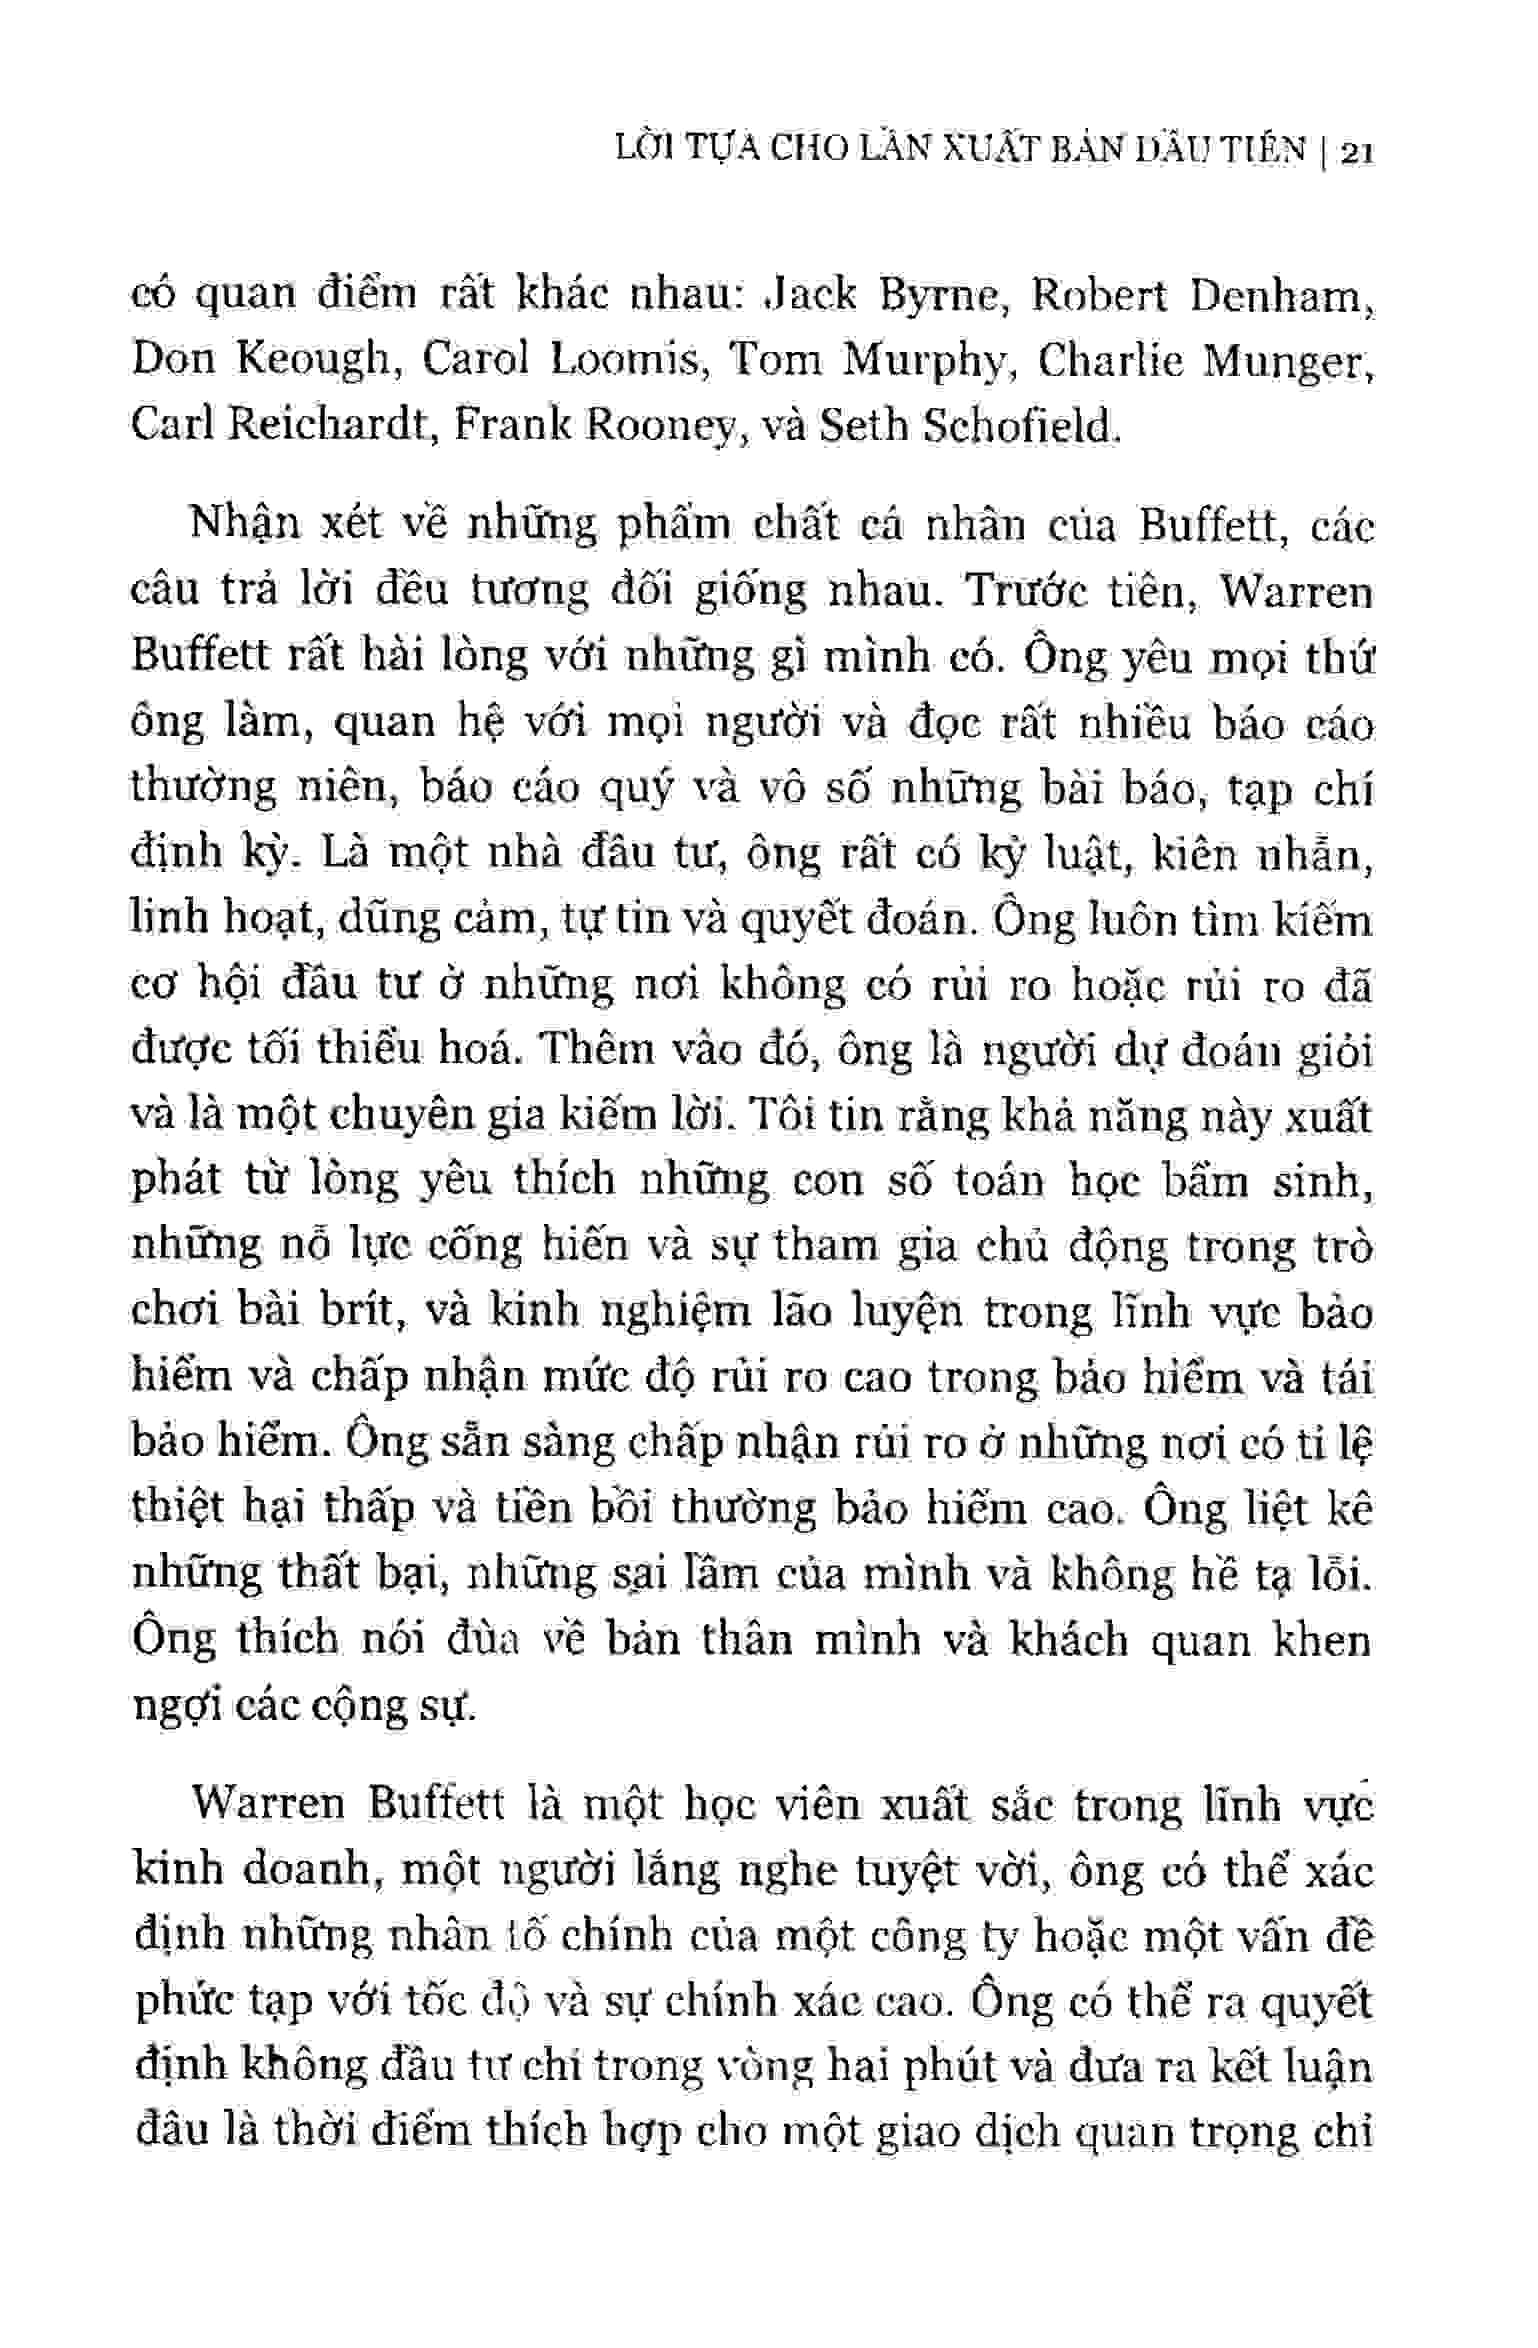 LỜI TỰA CHO LẦN XUẤT BẢN ĐẦU TIÊN | 21
có quan điểm rất khác nhau: Jack Byrne, Robert Denham,
Don Keough, Carol Loomis, Tom Murphy, Charlie Munger,
Carl Reichardt, Frank Rooney, và Seth Schofield.
Nhận xét về những phẩm chất cá nhân của Buffett, các
câu trả lời đều tương đối giống nhau. Trước tiên, Warren
Buffett rất hài lòng với những gì mình có. Ông yêu mọi thứ
ông làm, quan hệ với mọi người và đọc rất nhiều báo cáo
thường niên, báo cáo quý và vô số những bài báo, tạp chí
định kỳ. Là một nhà đầu tư, ông rất có kỷ luật, kiên nhẫn,
linh hoạt, dũng cảm, tự tin và quyết đoán. Ông luôn tìm kiếm
cơ hội đầu tư ở những nơi không có rủi ro hoặc rủi ro đã
được tối thiểu hoá. Thêm vào đó, ông là người dự đoán giỏi
và là một chuyên gia kiếm lời. Tôi tin rằng khả năng này xuất
phát từ lòng yêu thích những con số toán học bẩm sinh,
những nỗ lực cống hiến và sự tham gia chủ động trong trò
chơi bài brít, và kinh nghiệm lão luyện trong lĩnh vực bảo
hiểm và chấp nhận mức độ rủi ro cao trong bảo hiểm và tái
bảo hiểm. Ông sẵn sàng chấp nhận rủi ro ở những nơi có tỉ lệ
thiệt hại thấp và tiền bồi thường bảo hiểm cao. Ông liệt kê
những thất bại, những sai lầm của mình và không hề tạ lỗi.
Ông thích nói đùa về bản thân mình và khách quan khen
ngợi các cộng sự.
Warren Buffett là một học viên xuất sắc trong lĩnh vực
kinh doanh, một người lắng nghe tuyệt vời, ông có thể xác
định những nhân tố chính của một công ty hoặc một vấn đề
phức tạp với tốc độ và sự chính xác cao. Ông có thể ra quyết
định không đầu tư chỉ trong vòng hai phút và đưa ra kết luận
đâu là thời điểm thích hợp cho một giao dịch quan trọng chỉ